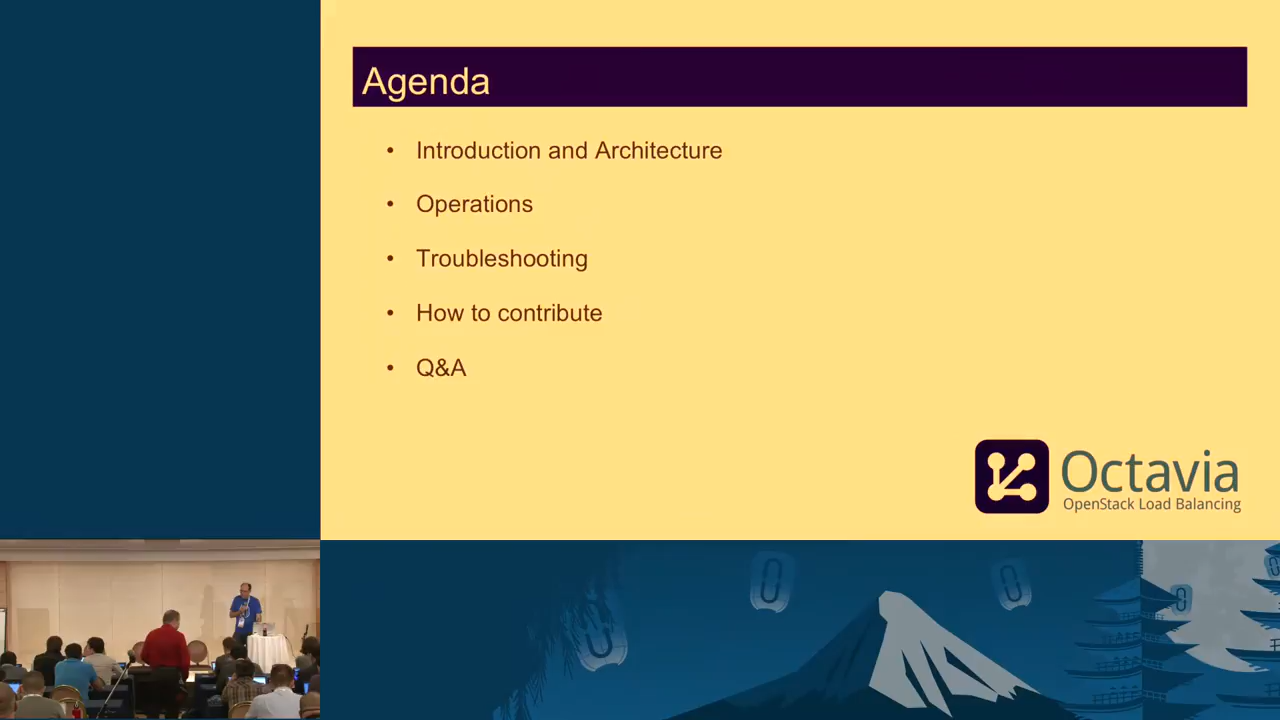 Agenda
• Introduction and Architecture
• Operations
• Troubleshooting
• How to contribute
• Q&A
Octavia
OpenStack Load Balancing